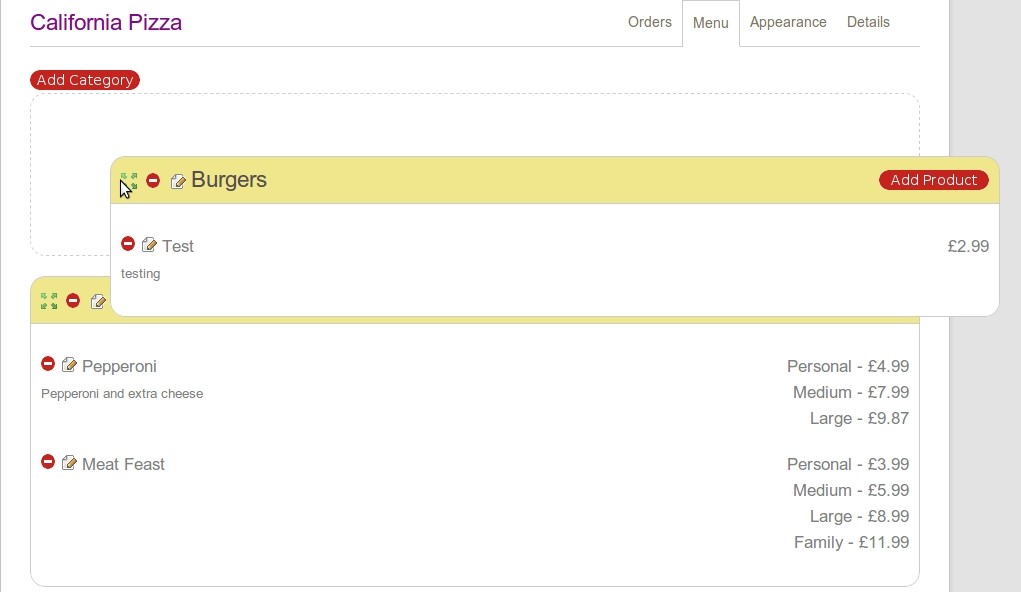 California Pizza
Orders
Menu
Appearance
Details
Add Category
Burgers
Add Product
Test
£2.99
testing
Pepperoni
Personal - £4.99
Pepperoni and extra cheese
Medium - £7.99
Large - £9.87
Meat Feast
Personal - £3.99
Medium - £5.99
Large - £8.99
Family - £11.99